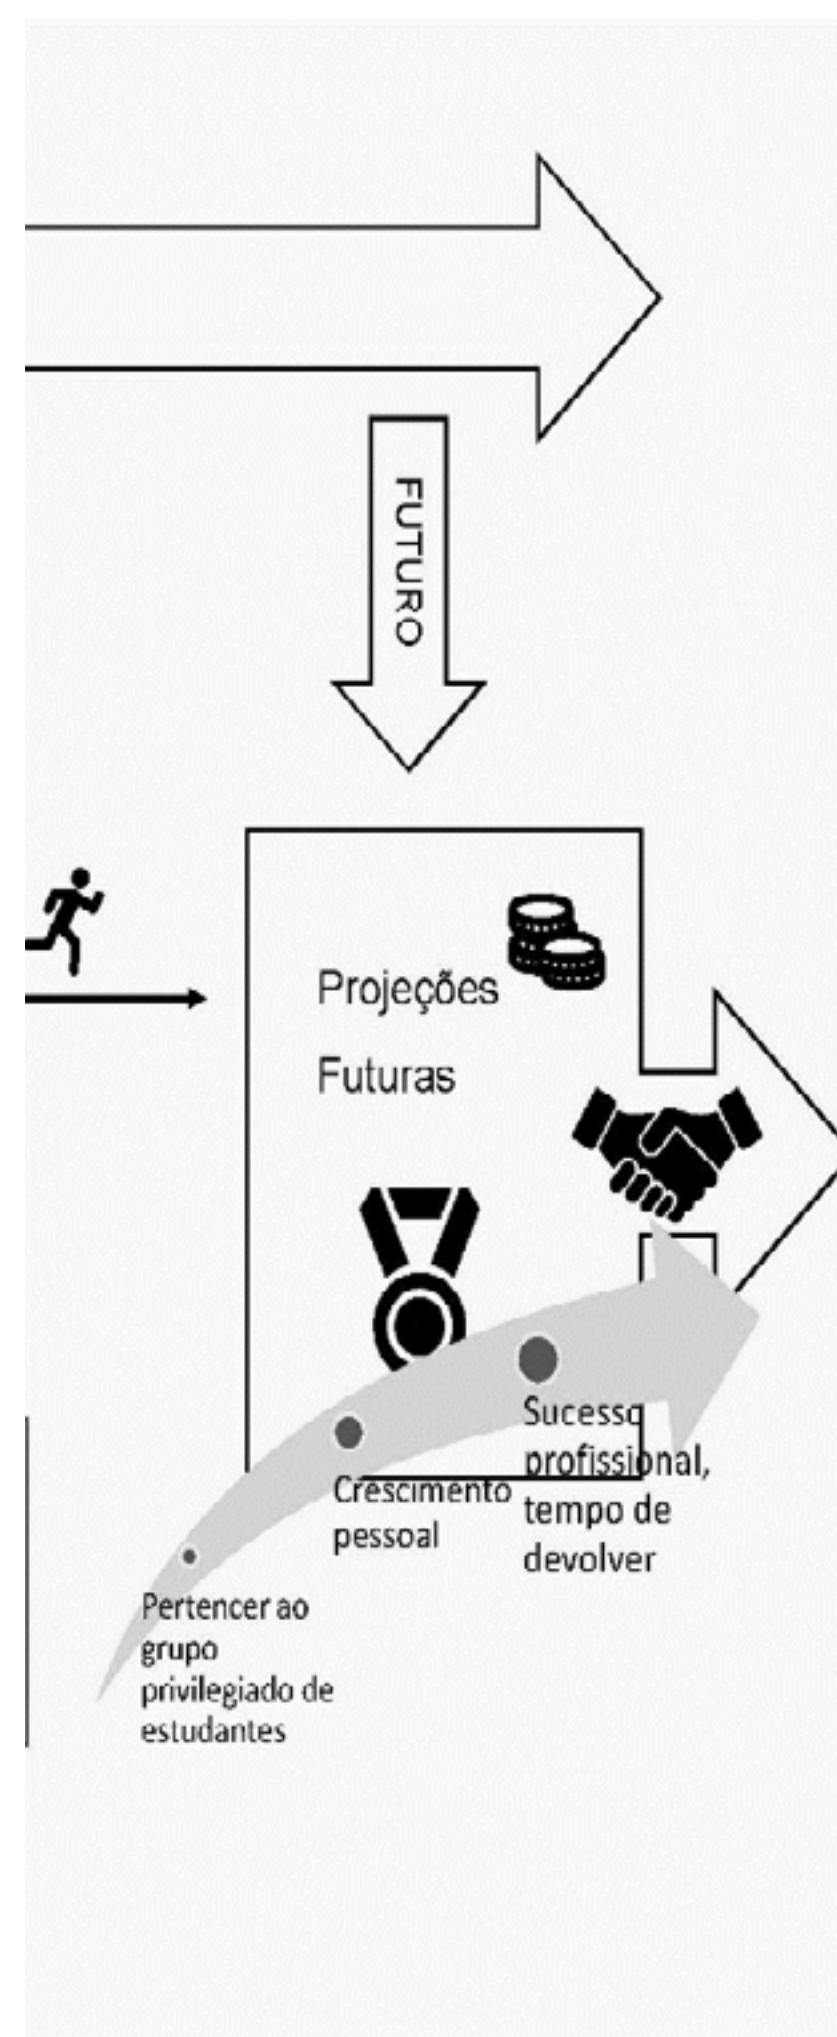 FUTURO
Projeções
Futuras
Sucesso
profissional,
tempo de
devolver
Crescimento
pessoal
Pertencer ao
grupo
privilegiado de
estudantes